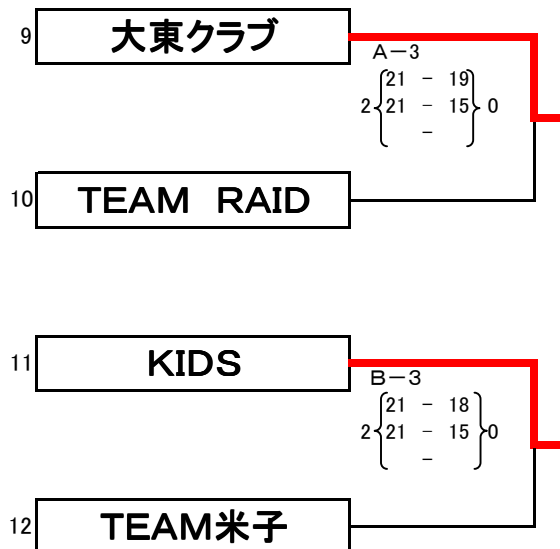 9 大東クラブ
A－3
21 － 19
2 21 － 15 0
－
10 TEAM　RAID
11 KIDS
B－3
21 － 18
2 21 － 15 0
－
12 TEAM米子